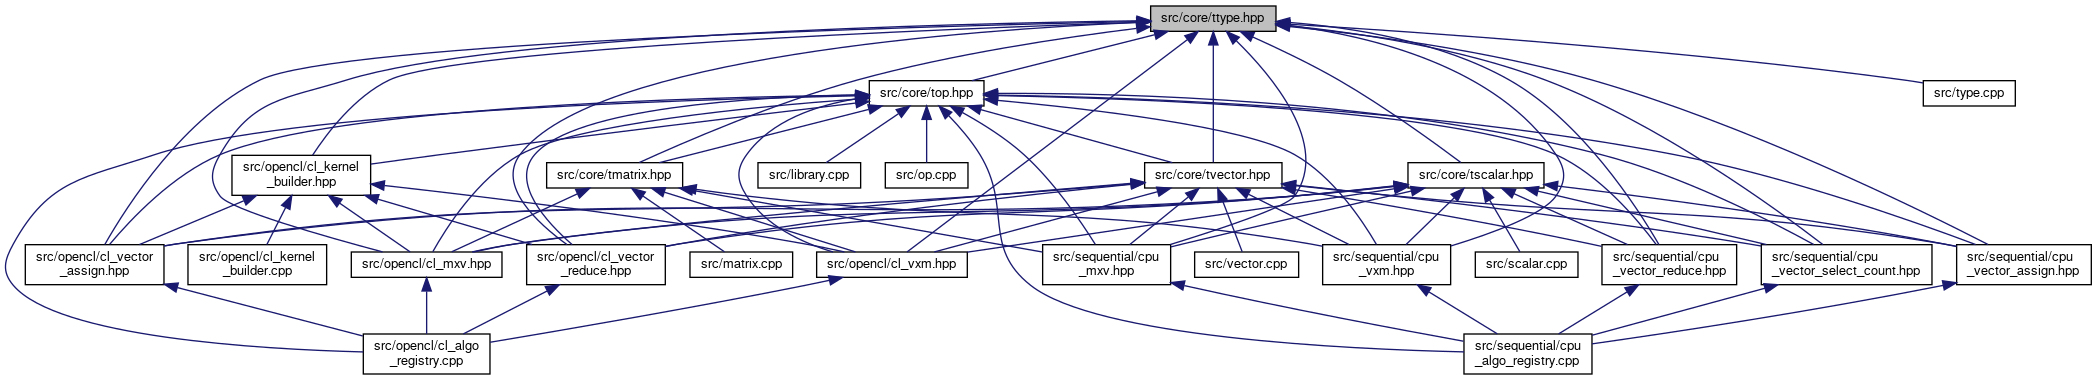 src/core/ttype.hpp
src/core/top.hpp
src/type.cpp
src/opencl/cl_kernel
_builder.hpp
src/core/tmatrix.hpp
src/library.cpp
src/op.cpp
src/core/tvector.hpp
src/core/tscalar.hpp
src/opencl/cl_vector
_assign.hpp
src/opencl/cl_kernel
_builder.cpp
src/opencl/cl_mxv.hpp
src/opencl/cl_vector
_reduce.hpp
src/matrix.cpp
src/opencl/cl_vxm.hpp
src/sequential/cpu
_mxv.hpp
src/vector.cpp
src/sequential/cpu
_vxm.hpp
src/scalar.cpp
src/sequential/cpu
_vector_reduce.hpp
src/sequential/cpu
_vector_select_count.hpp
src/sequential/cpu
_vector_assign.hpp
src/opencl/cl_algo
_registry.cpp
src/sequential/cpu
_algo_registry.cpp